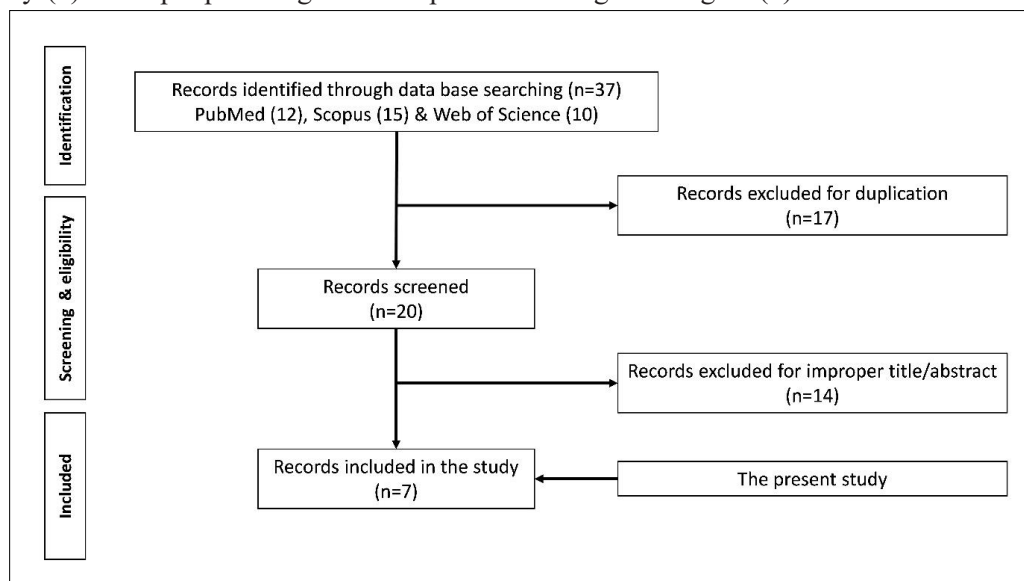 Identification
Records identified through data base searching (n=37)
PubMed (12), Scopus (15) & Web of Science (10)
Records excluded for duplication
(n=17)
Screening & eligibility
Records screened
(n=20)
Records excluded for improper title/abstract
(n=14)
Included
Records included in the study
(n=7)
The present study